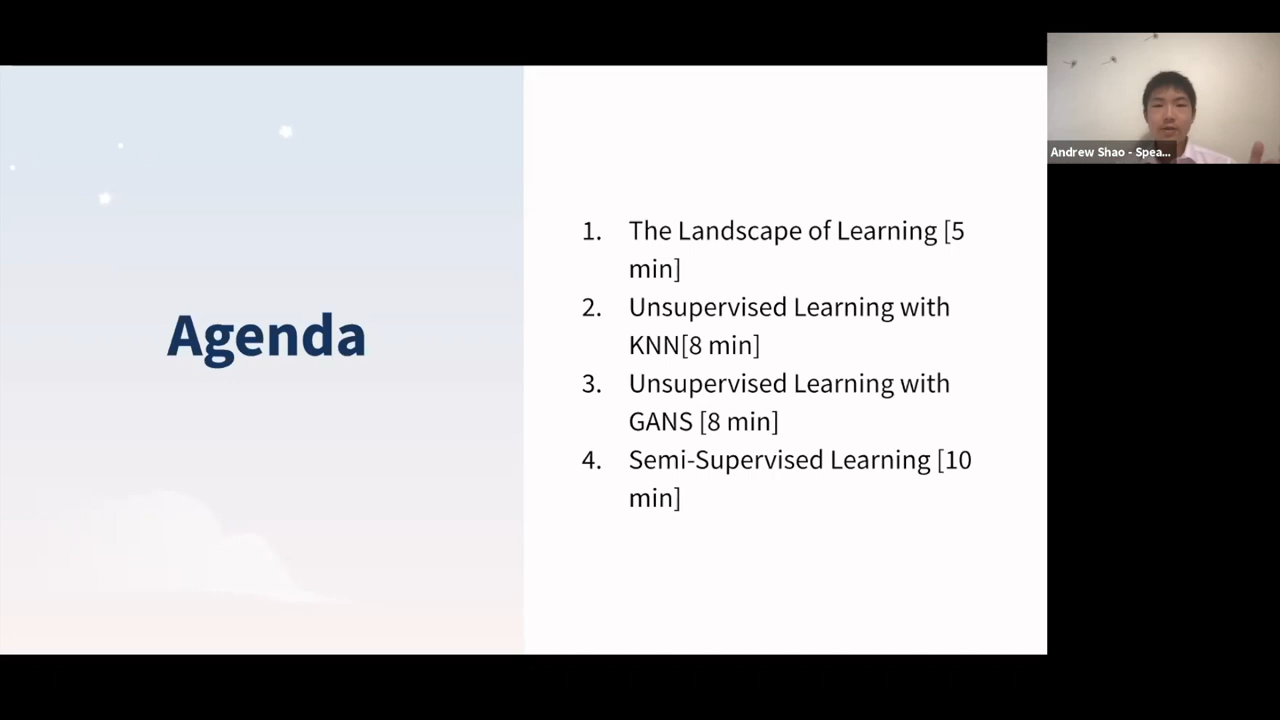 Agenda
1. The Landscape of Learning [5
min]
2. Unsupervised Learning with
KNN[8 min]
3. Unsupervised Learning with
GANS [8 min]
4. Semi-Supervised Learning [10
min]
Andrew Shao - Spea...